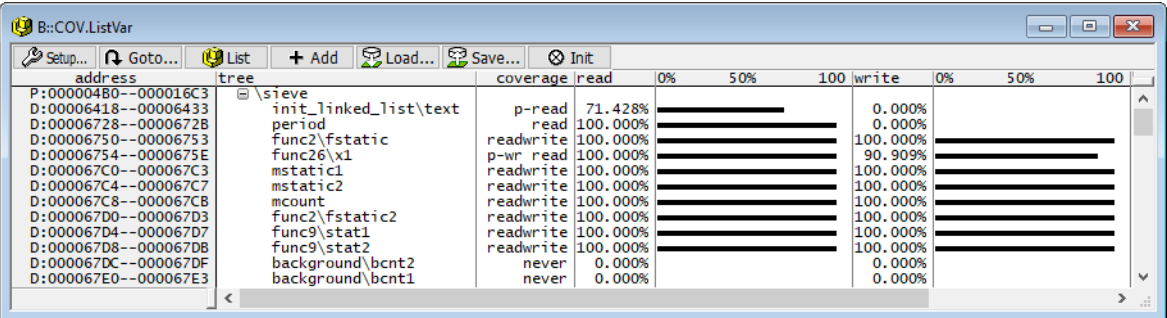 B::COV.ListVar
Setup... Goto... List Add Load... Save... Init
address tree coverage read 0% 50% 100 write 0% 50% 100
P:000004B0--000016C3 \sieve
D:00006418--00006433 init_linked_list\text p-read 71.428% 0.000%
D:00006728--0000672B period read 100.000% 0.000%
D:00006750--00006753 func2\fstatic readwrite 100.000% 100.000%
D:00006754--0000675E func26\x1 p-wr read 100.000% 90.909%
D:000067C0--000067C3 mstatic1 readwrite 100.000% 100.000%
D:000067C4--000067C7 mstatic2 readwrite 100.000% 100.000%
D:000067C8--000067CB mcount readwrite 100.000% 100.000%
D:000067D0--000067D3 func2\fstatic2 readwrite 100.000% 100.000%
D:000067D4--000067D7 func9\stat1 readwrite 100.000% 100.000%
D:000067D8--000067DB func9\stat2 readwrite 100.000% 100.000%
D:000067DC--000067DF background\bcnt2 never 0.000% 0.000%
D:000067E0--000067E3 background\bcnt1 never 0.000% 0.000%